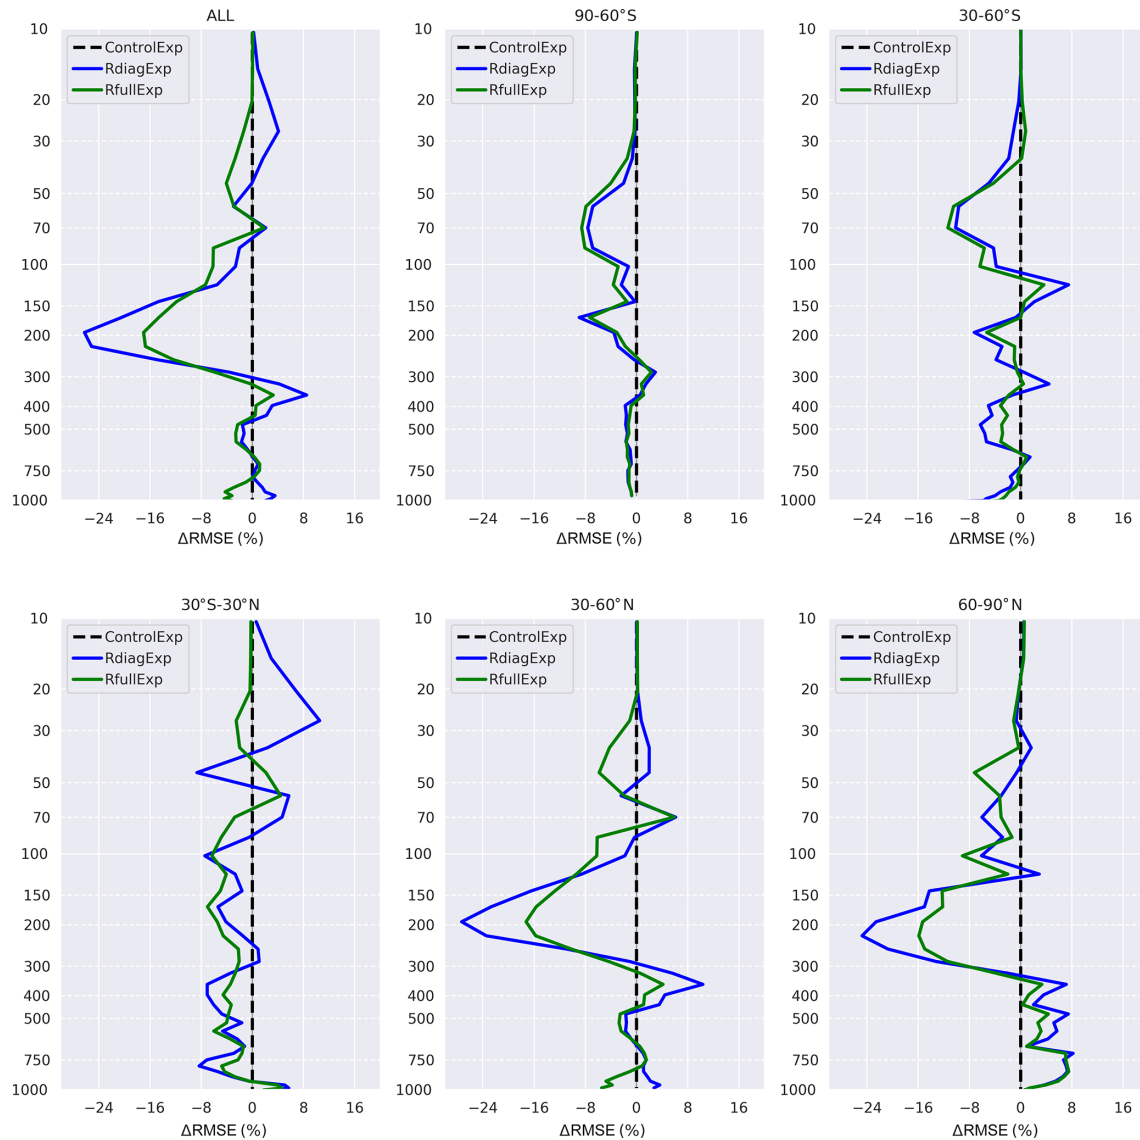 ALL
10
20
30
50
70
100
150
200
300
400
500
750
1000
ControlExp
RdiagExp
RfullExp
−24 −16 −8 0 8 16
ΔRMSE (%)
90-60°S
10
20
30
50
70
100
150
200
300
400
500
750
1000
ControlExp
RdiagExp
RfullExp
−24 −16 −8 0 8 16
ΔRMSE (%)
30-60°S
10
20
30
50
70
100
150
200
300
400
500
750
1000
ControlExp
RdiagExp
RfullExp
−24 −16 −8 0 8 16
ΔRMSE (%)
30°S-30°N
10
20
30
50
70
100
150
200
300
400
500
750
1000
ControlExp
RdiagExp
RfullExp
−24 −16 −8 0 8 16
ΔRMSE (%)
30-60°N
10
20
30
50
70
100
150
200
300
400
500
750
1000
ControlExp
RdiagExp
RfullExp
−24 −16 −8 0 8 16
ΔRMSE (%)
60-90°N
10
20
30
50
70
100
150
200
300
400
500
750
1000
ControlExp
RdiagExp
RfullExp
−24 −16 −8 0 8 16
ΔRMSE (%)